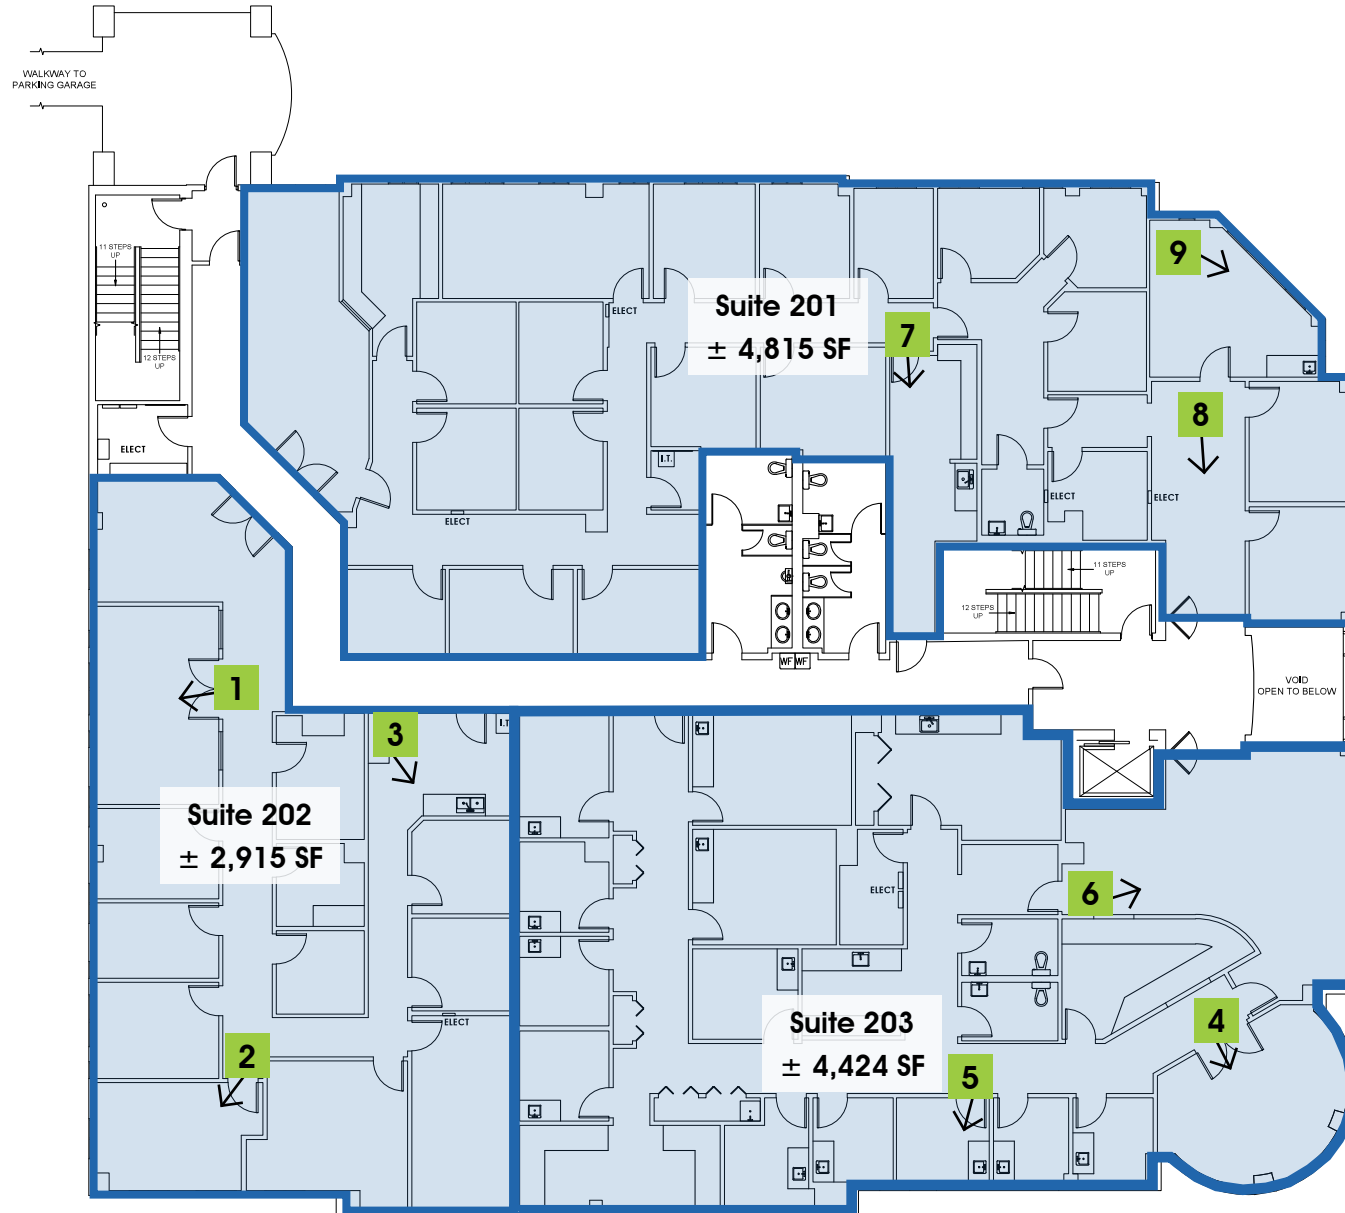 WALKWAY TO
PARKING GARAGE
11 STEPS
UP
12 STEPS
UP
ELECT
9
ELECT
Suite 201
± 4,815 SF
7
8
I.T.
ELECT
ELECT
ELECT
11 STEPS
UP
12 STEPS
UP
WF WF
VOID
OPEN TO BELOW
1
3
I.T.
Suite 202
± 2,915 SF
ELECT
6
Suite 203
± 4,424 SF
ELECT
2
4
5